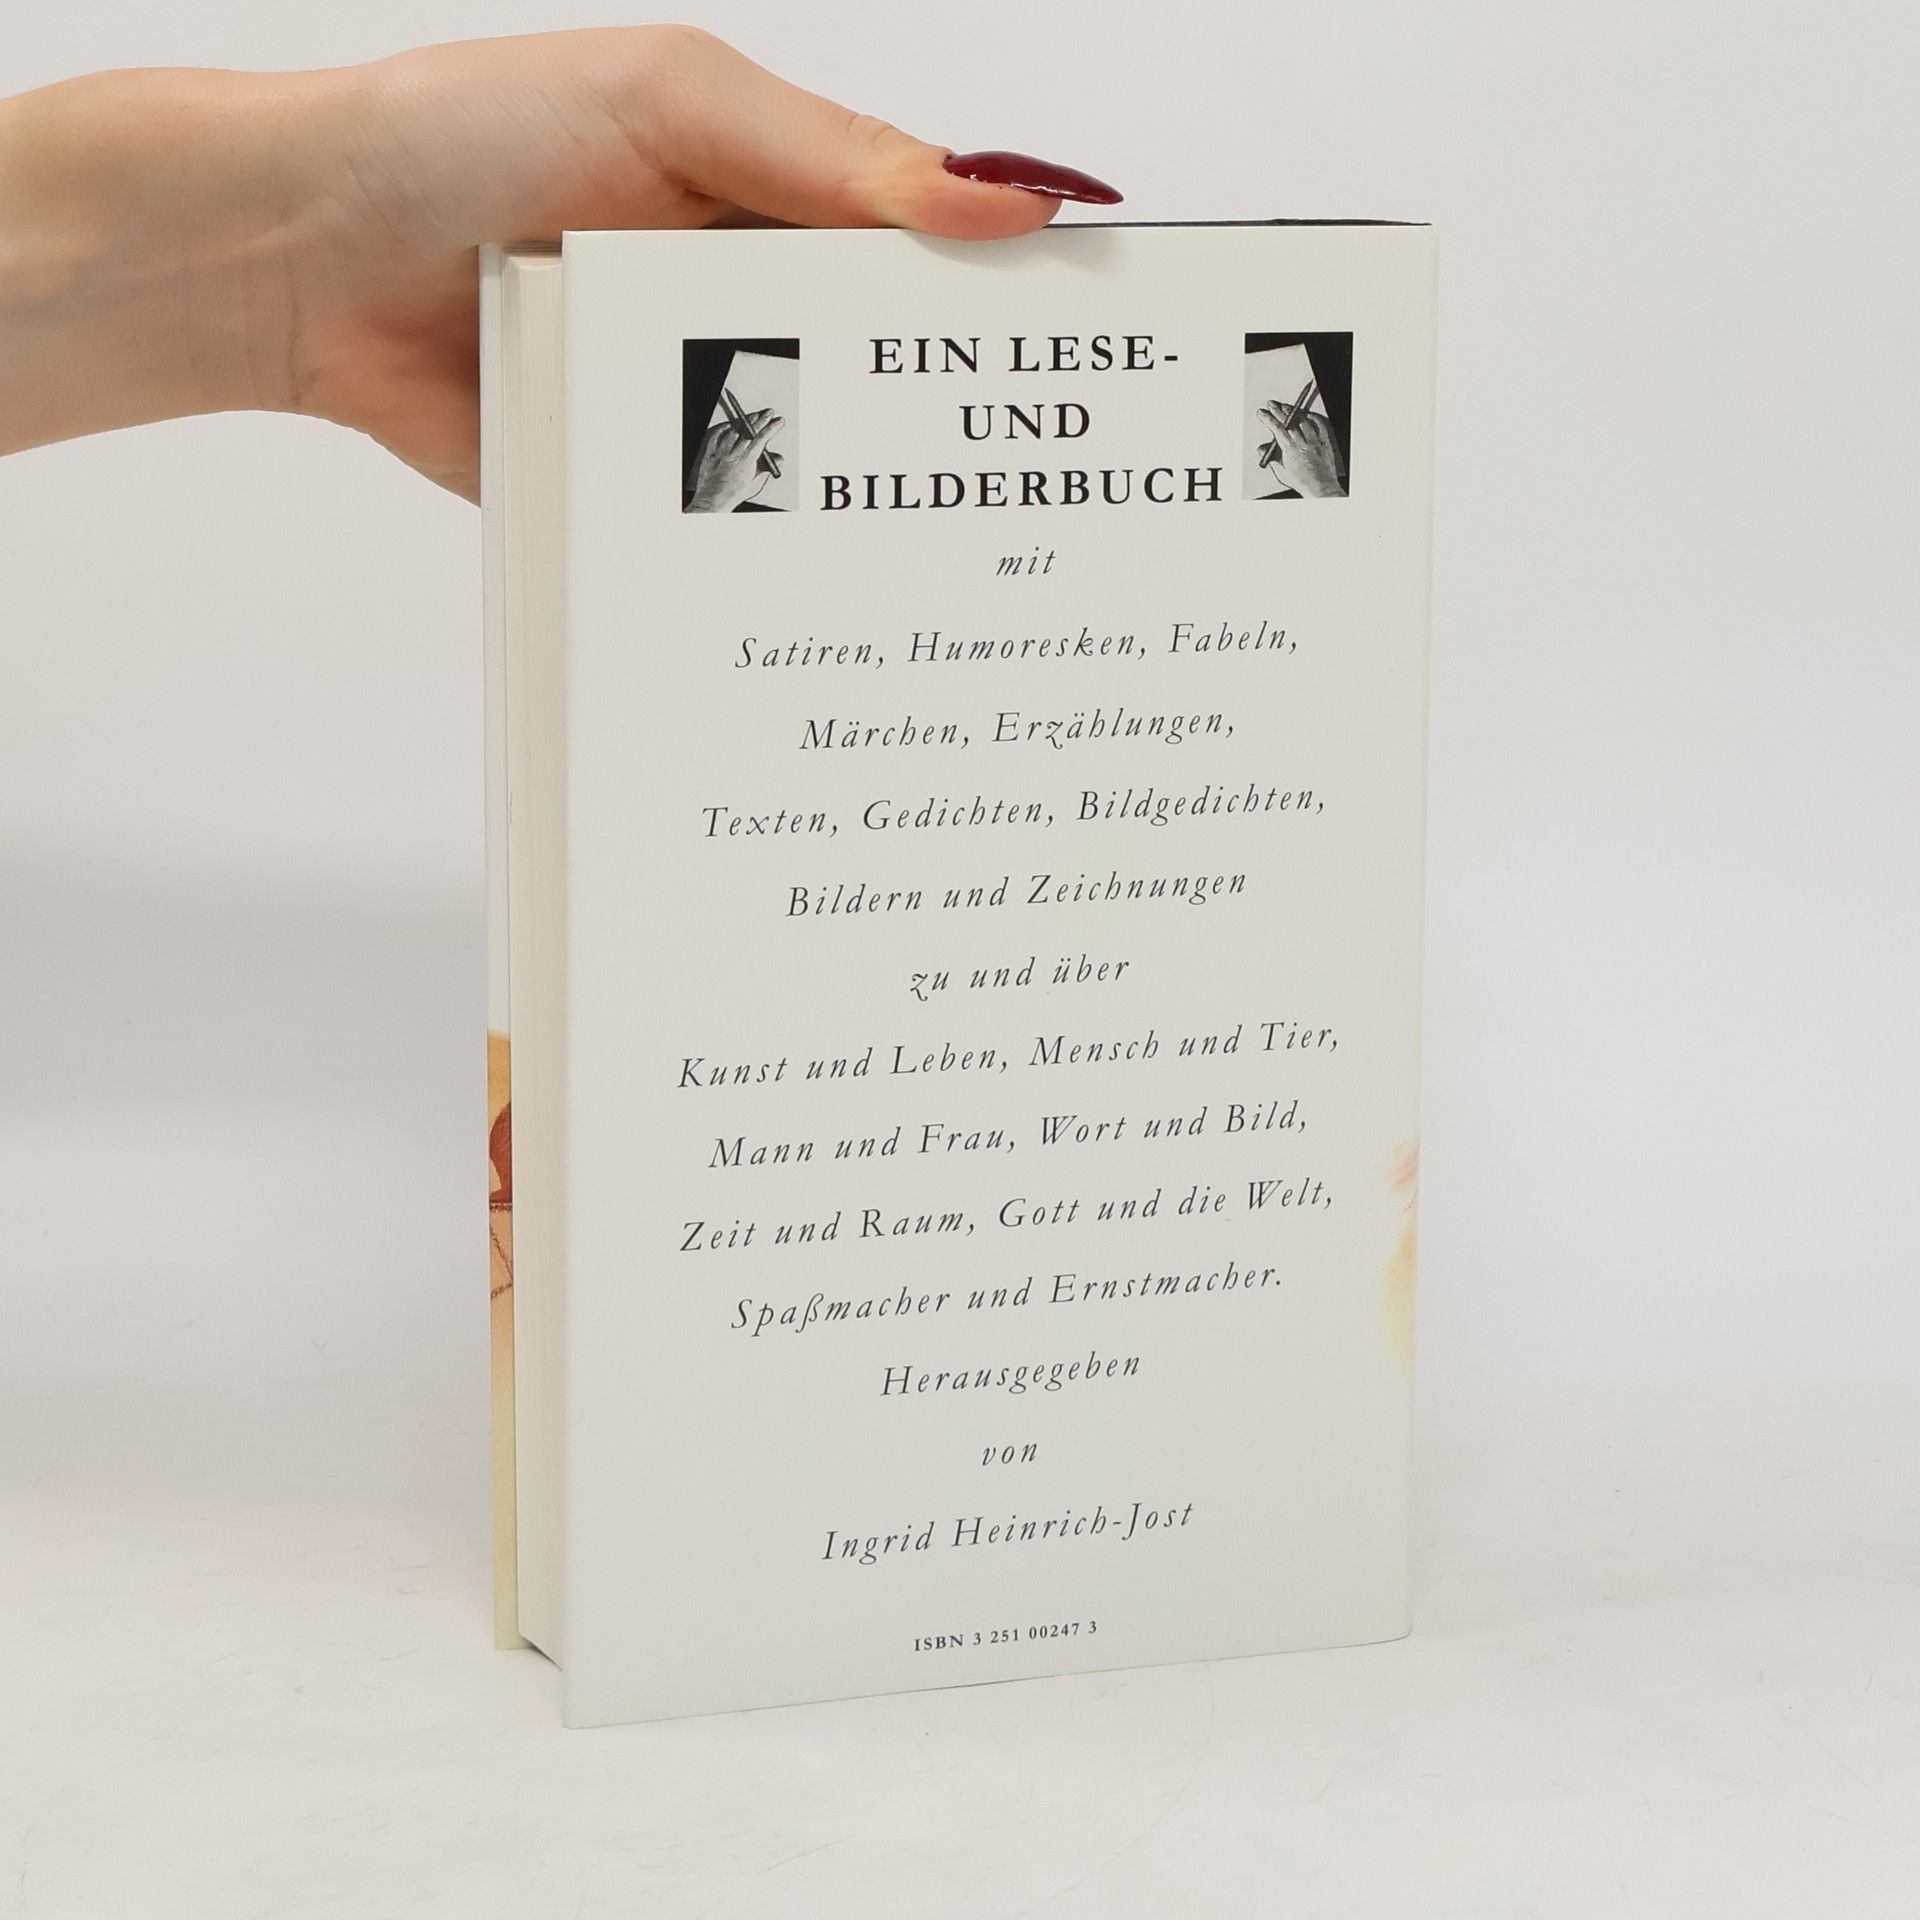 EIN LESE-
UND
BILDERBUCH
mit
Satiren, Humoresken, Fabeln,
Märchen, Erzählungen,
Texten, Gedichten, Bildgedichten,
Bildern und Zeichnungen
zu und über
Kunst und Leben, Mensch und Tier,
Mann und Frau, Wort und Bild,
Zeit und Raum, Gott und die Welt,
Spaßmacher und Ernstmacher.
Herausgegeben
von
Ingrid Heinrich-Jost
ISBN 3 251 00247 3